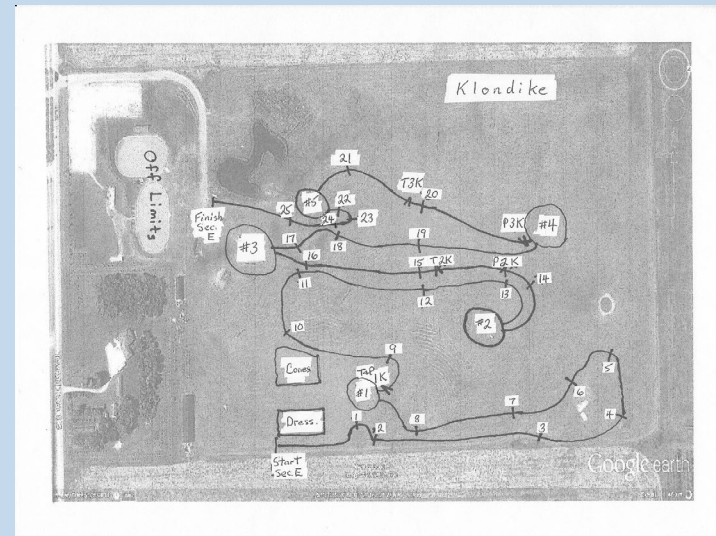 Klondike
Off Limits
21
T3K
20
#5
22
25
24
23
Finish
Sec.
E
#3
17
18
19
P3K
#4
16
15
T2K
P2K
14
11
12
13
#2
10
9
Cones
T&P
1K
#1
5
6
7
4
8
Dress.
1
2
3
Start
Sec.E
Google earth